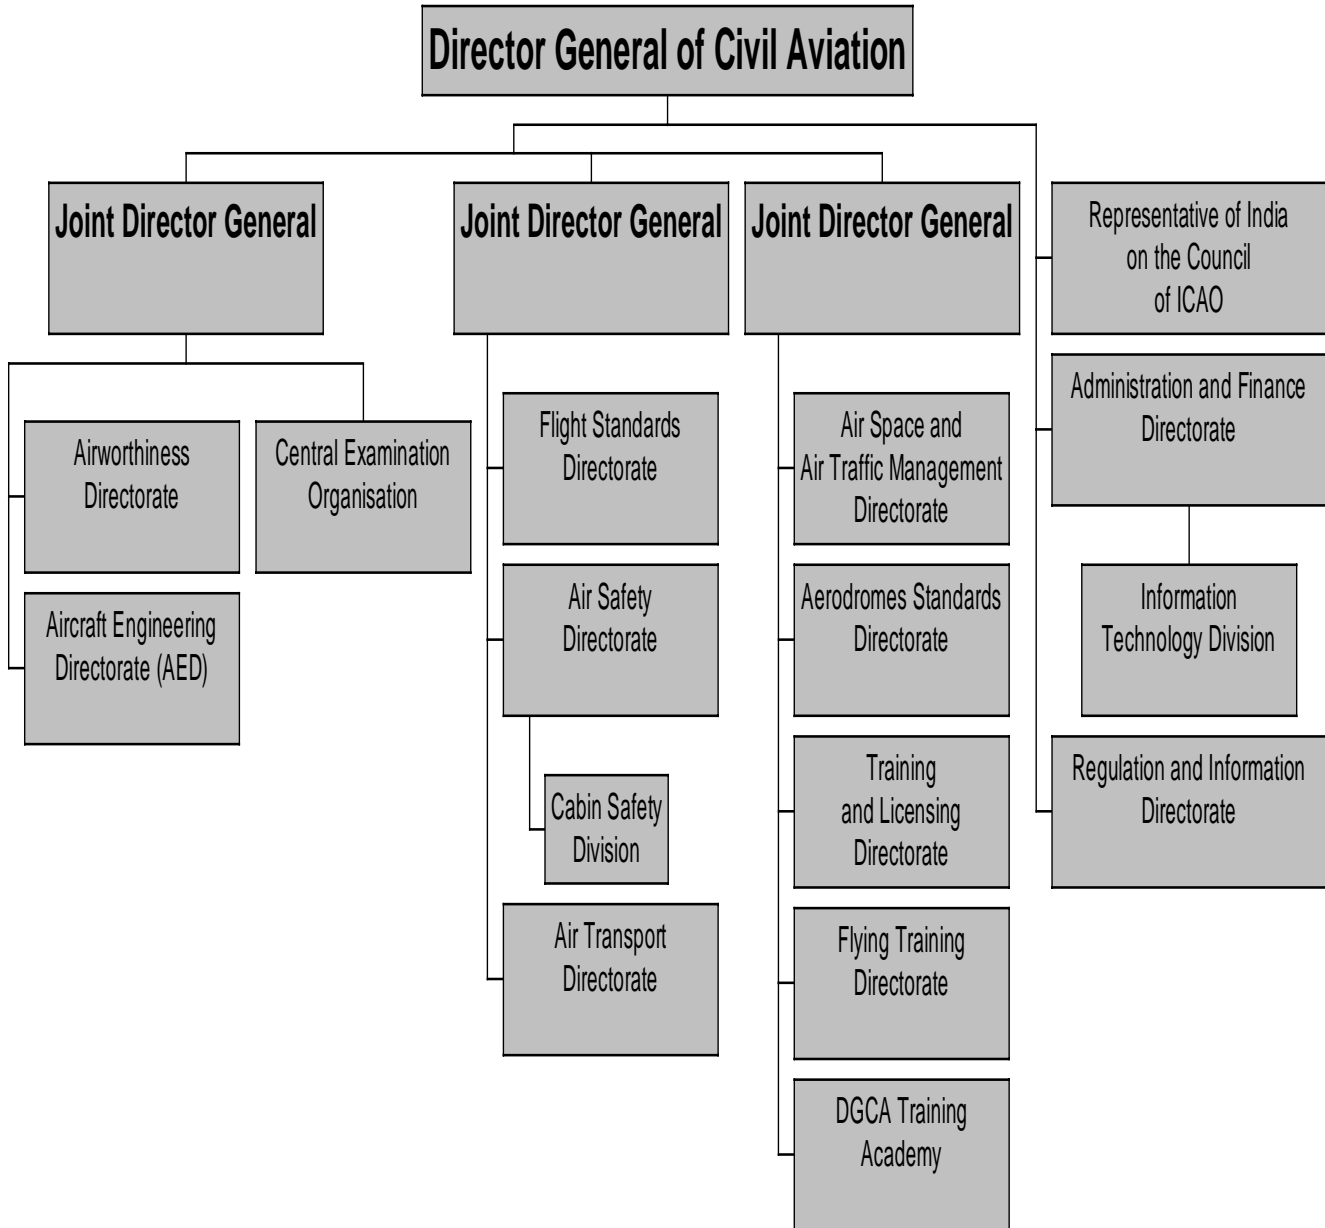 Director General of Civil Aviation
Joint Director General
Airworthiness
Directorate
Aircraft Engineering
Directorate (AED)
Central Examination
Organisation
Joint Director General
Flight Standards
Directorate
Air Safety
Directorate
Cabin Safety
Division
Air Transport
Directorate
Joint Director General
Air Space and
Air Traffic Management
Directorate
Aerodromes Standards
Directorate
Training
and Licensing
Directorate
Flying Training
Directorate
DGCA Training
Academy
Representative of India
on the Council
of ICAO
Administration and Finance
Directorate
Information
Technology Division
Regulation and Information
Directorate